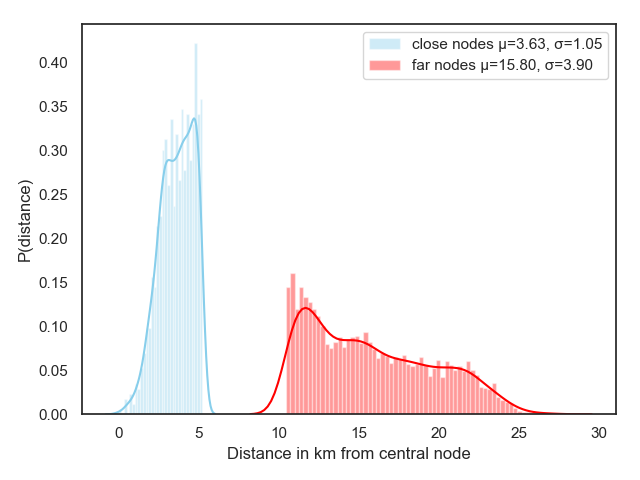 close nodes μ=3.63, σ=1.05
far nodes μ=15.80, σ=3.90
P(distance)
0.40
0.35
0.30
0.25
0.20
0.15
0.10
0.05
0.00
0 5 10 15 20 25 30
Distance in km from central node